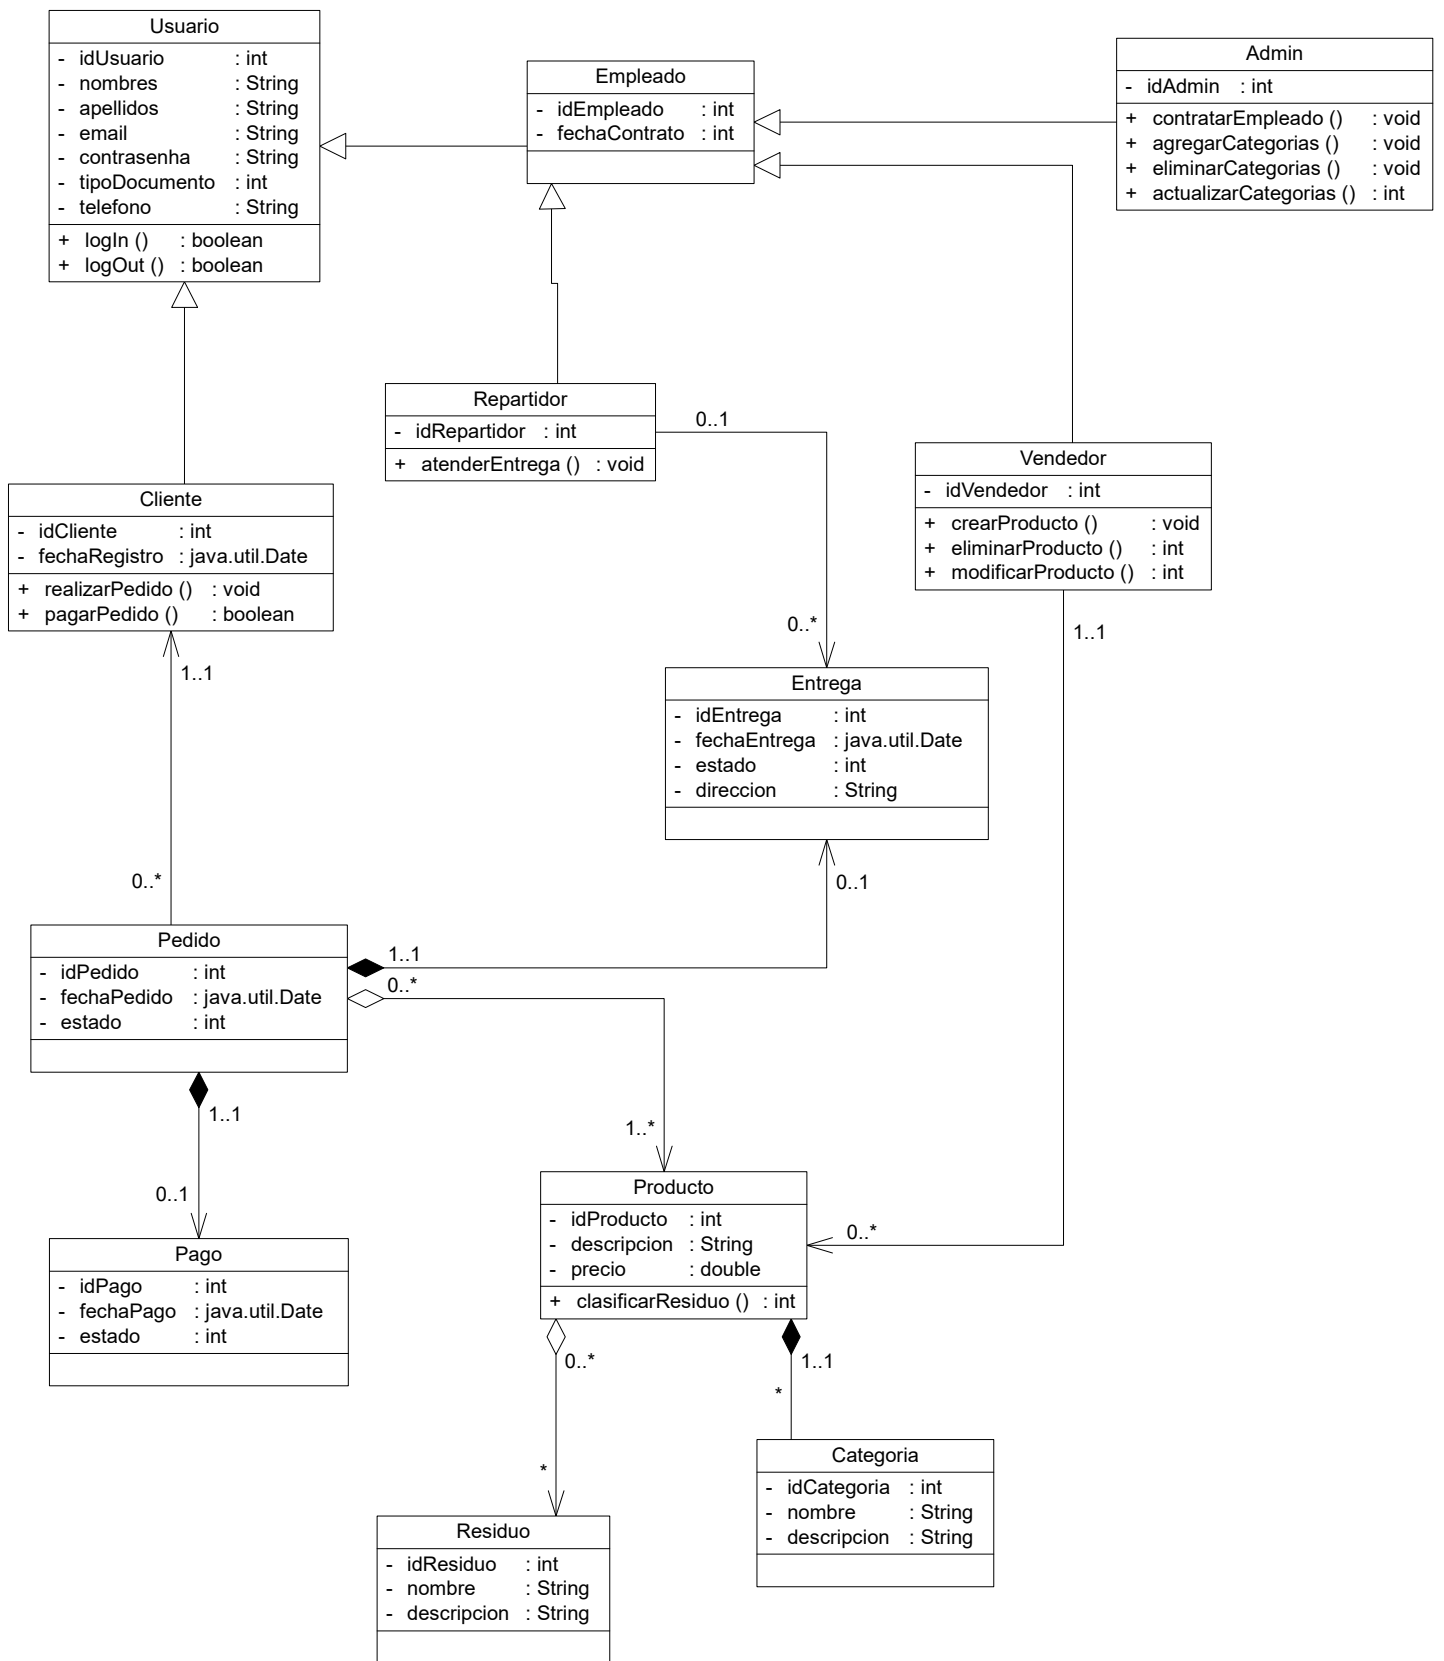 Usuario
- idUsuario : int
- nombres : String
- apellidos : String
- email : String
- contrasenha : String
- tipoDocumento : int
- telefono : String
+ logIn () : boolean
+ logOut () : boolean
Empleado
- idEmpleado : int
- fechaContrato : int
Admin
- idAdmin : int
+ contratarEmpleado () : void
+ agregarCategorias () : void
+ eliminarCategorias () : void
+ actualizarCategorias () : int
Repartidor
- idRepartidor : int
+ atenderEntrega () : void
0..1
0..*
Vendedor
- idVendedor : int
+ crearProducto () : void
+ eliminarProducto () : int
+ modificarProducto () : int
1..1
Cliente
- idCliente : int
- fechaRegistro : java.util.Date
+ realizarPedido () : void
+ pagarPedido () : boolean
1..1
0..*
Entrega
- idEntrega : int
- fechaEntrega : java.util.Date
- estado : int
- direccion : String
0..1
Pedido
- idPedido : int
- fechaPedido : java.util.Date
- estado : int
1..1
0..*
1..1
0..1
1..*
Producto
- idProducto : int
- descripcion : String
- precio : double
+ clasificarResiduo () : int
0..*
Pago
- idPago : int
- fechaPago : java.util.Date
- estado : int
0..*
*
1..1
*
Categoria
- idCategoria : int
- nombre : String
- descripcion : String
Residuo
- idResiduo : int
- nombre : String
- descripcion : String